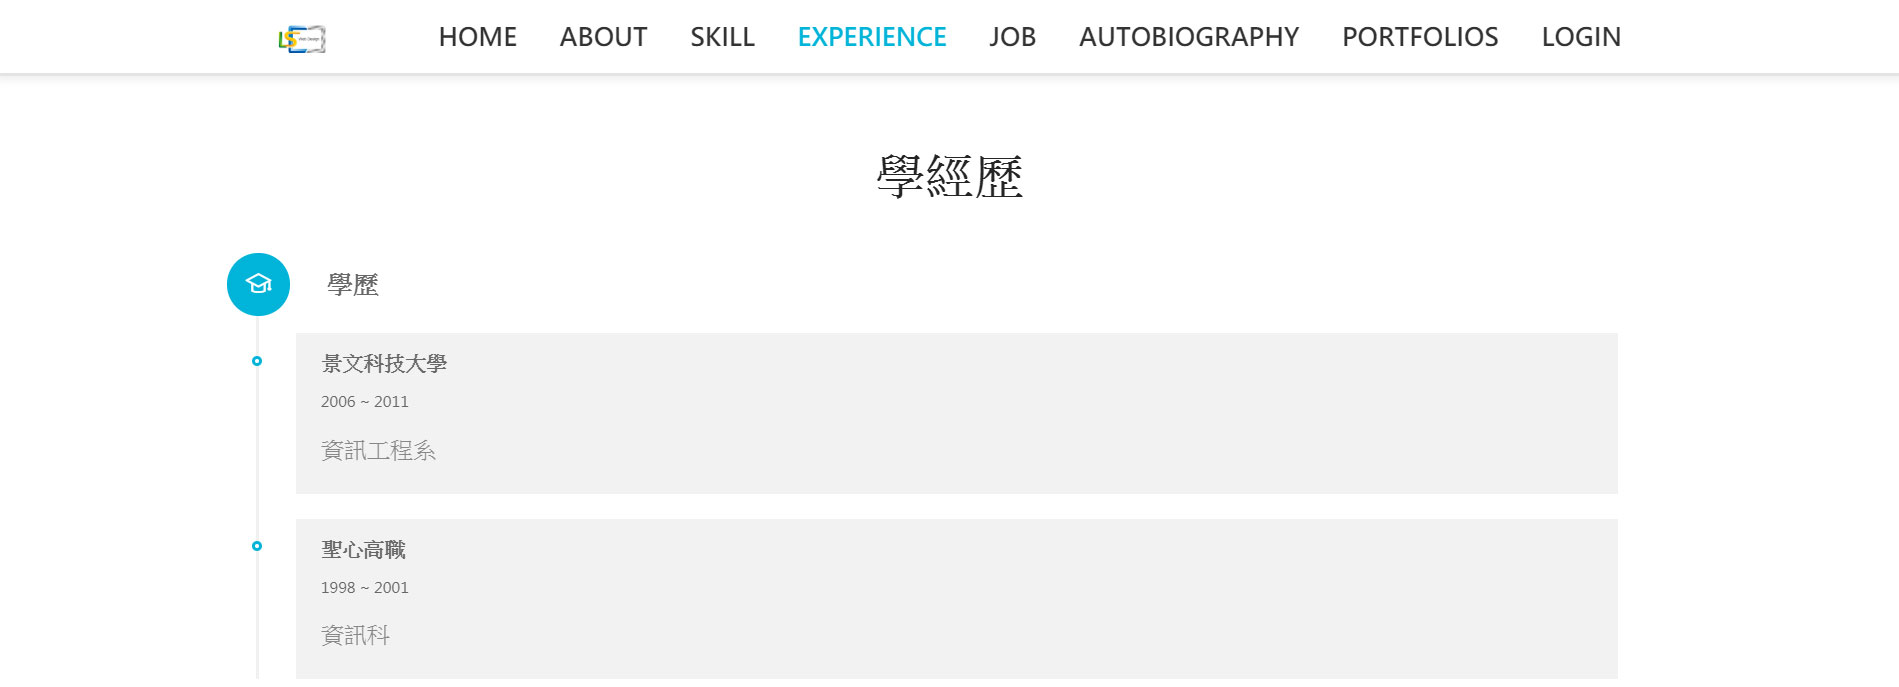 HOME ABOUT SKILL EXPERIENCE JOB AUTOBIOGRAPHY PORTFOLIOS LOGIN
學經歷
學歷
景文科技大學
2006 ~ 2011
資訊工程系
聖心高職
1998 ~ 2001
資訊科